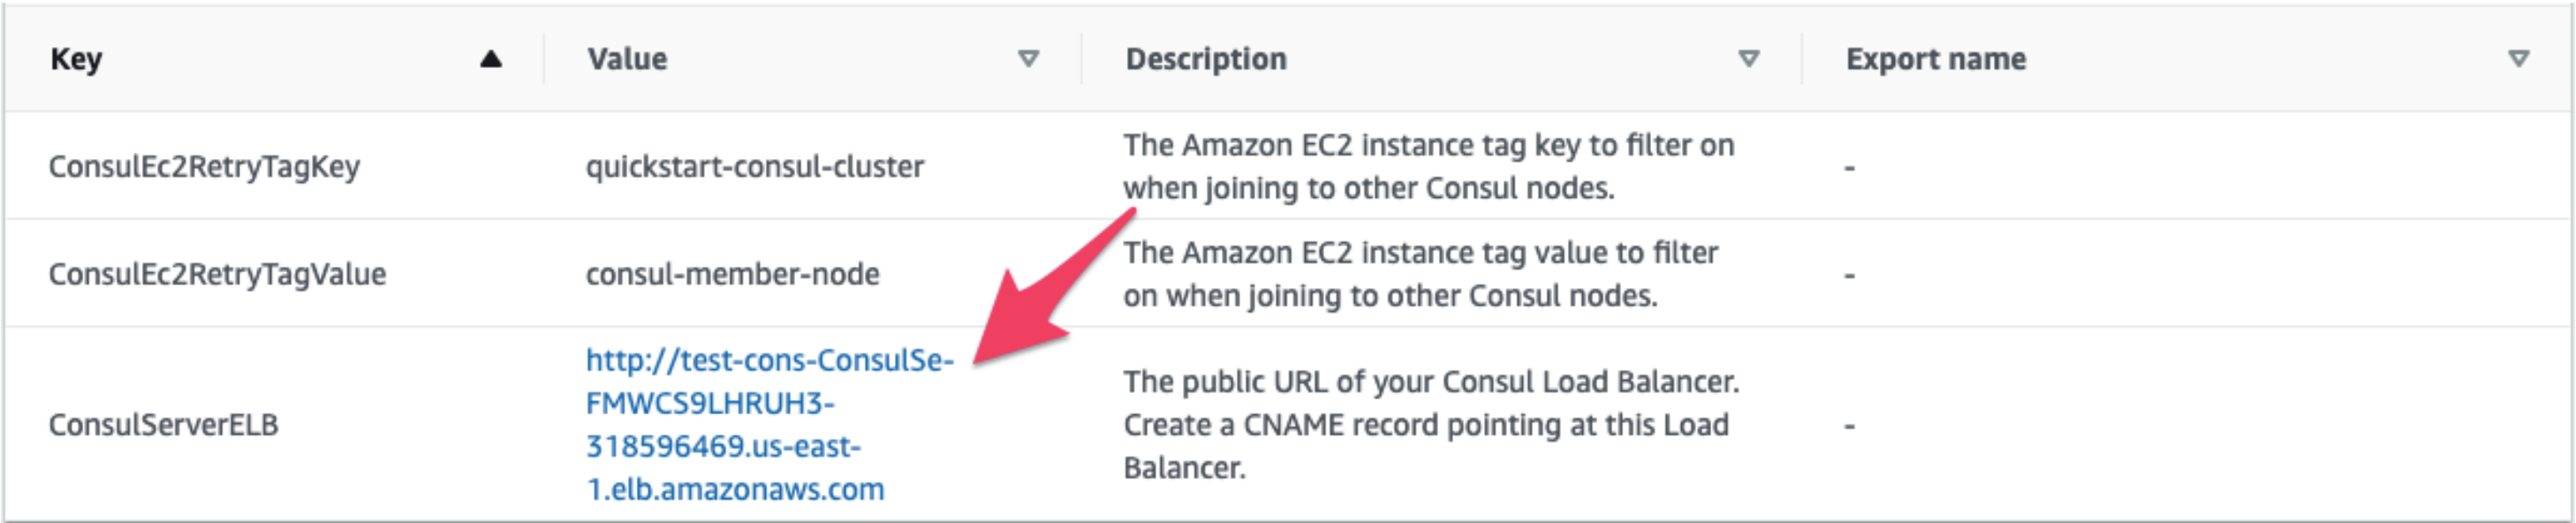 Key Value Description Export name
ConsulEc2RetryTagKey quickstart-consul-cluster The Amazon EC2 instance tag key to filter on
when joining to other Consul nodes. -
ConsulEc2RetryTagValue consul-member-node The Amazon EC2 instance tag value to filter
on when joining to other Consul nodes. -
ConsulServerELB
http://test-cons-ConsulSe-
FMWCS9LHRUH3-
318596469.us-east-
1.elb.amazonaws.com
The public URL of your Consul Load Balancer.
Create a CNAME record pointing at this Load
Balancer.
-